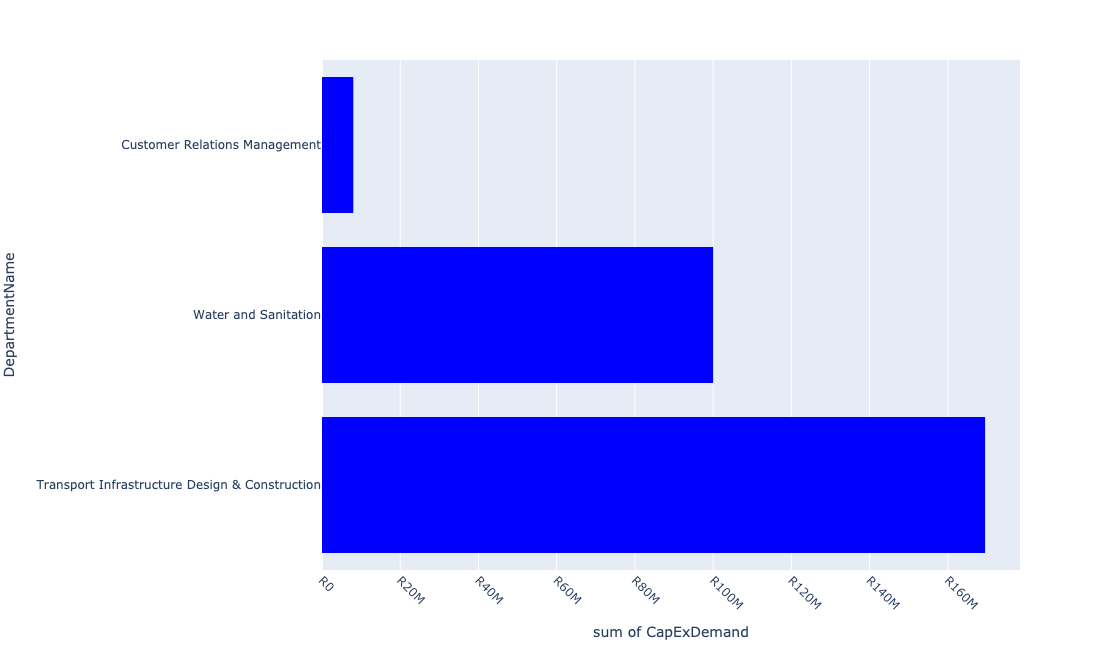 Customer Relations Management
Water and Sanitation
Transport Infrastructure Design & Construction
DepartmentName
R0
R20M
R40M
R60M
R80M
R100M
R120M
R140M
R160M
sum of CapExDemand